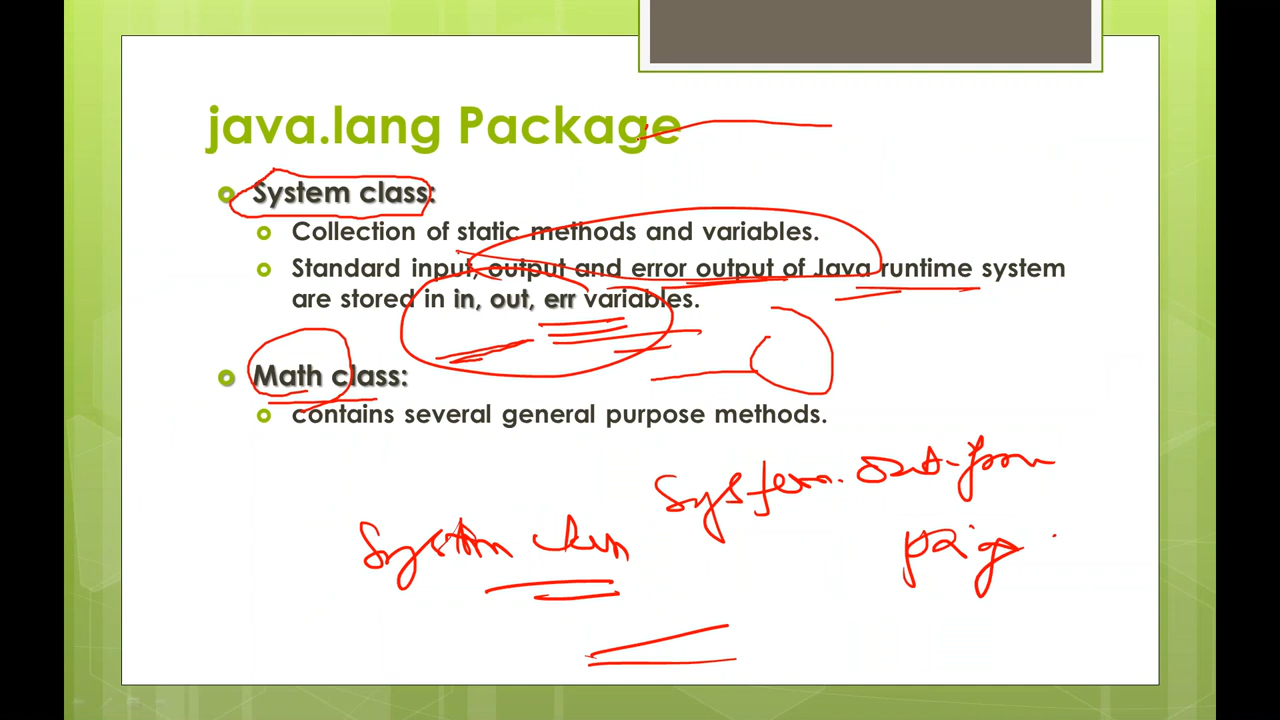 java.lang Package
System class:
Collection of static methods and variables.
Standard input, output and error output of Java runtime system
are stored in in, out, err variables.
Math class:
contains several general purpose methods.
System.out.
System